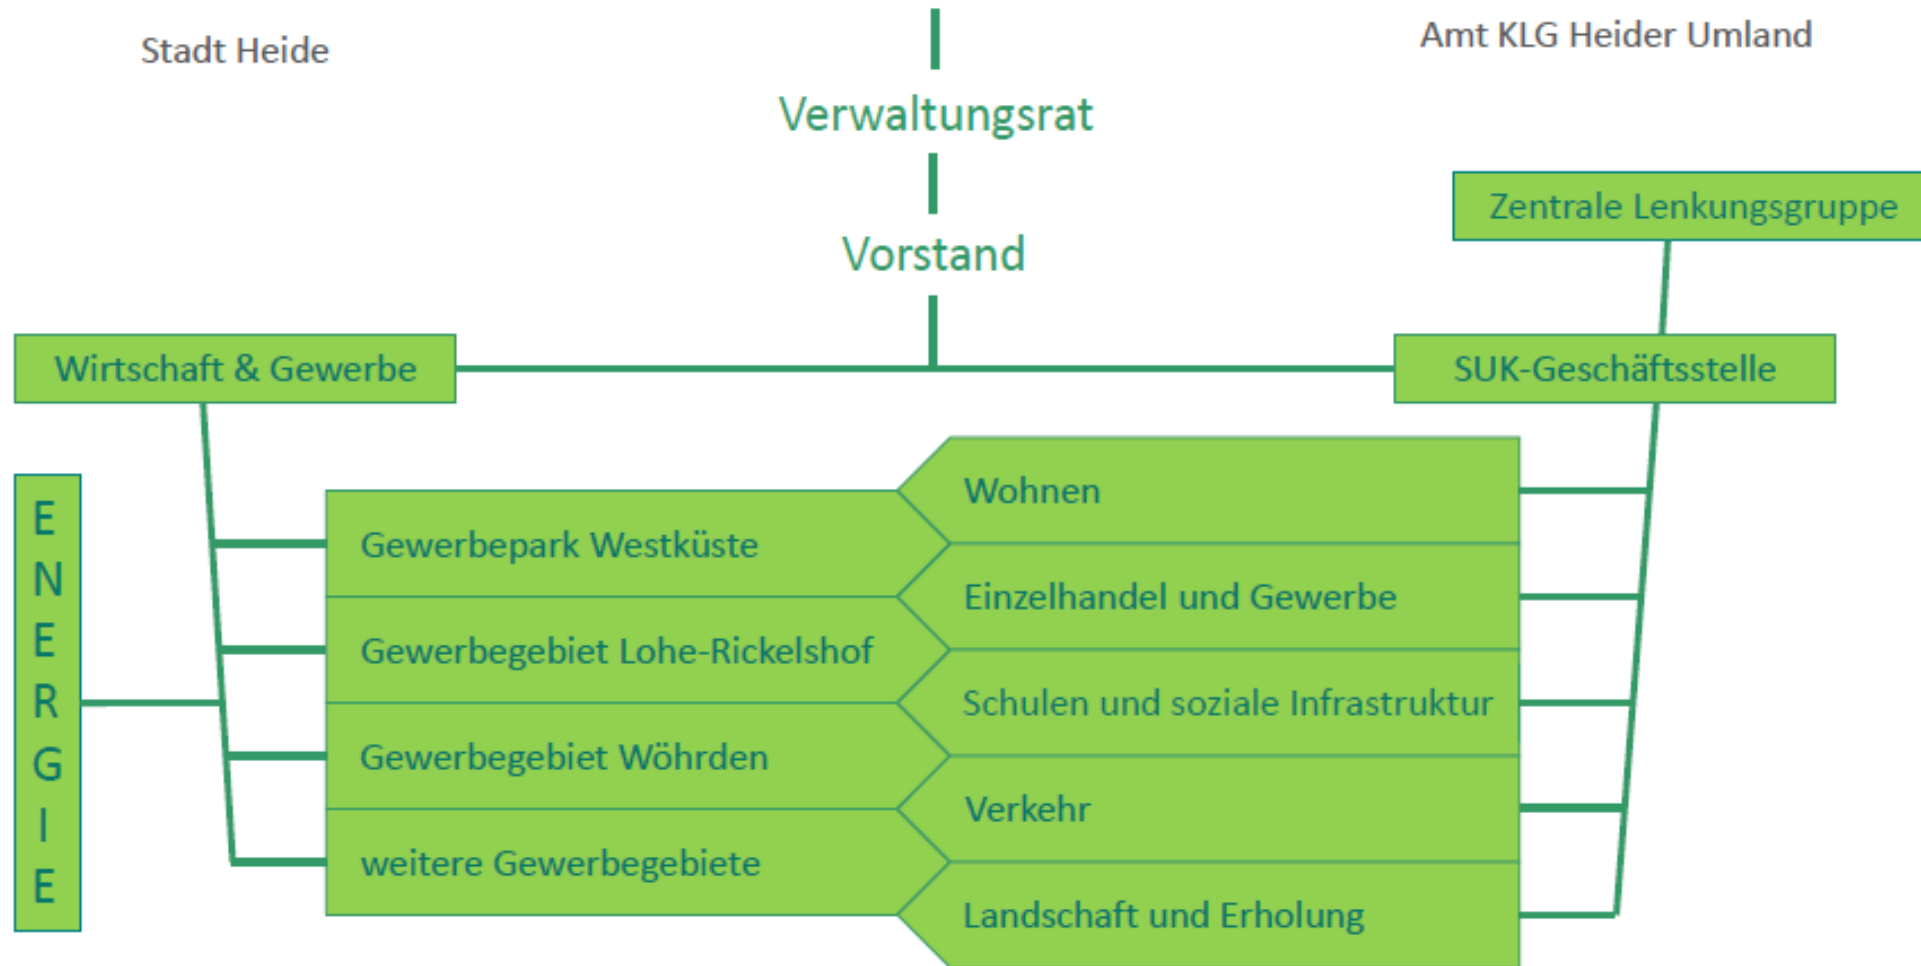 Stadt Heide
Amt KLG Heider Umland
Verwaltungsrat
Zentrale Lenkungsgruppe
Vorstand
Wirtschaft & Gewerbe
SUK-Geschäftsstelle
ENERGIE
Gewerbepark Westküste
Gewerbegebiet Lohe-Rickelshof
Gewerbegebiet Wöhrden
weitere Gewerbegebiete
Wohnen
Einzelhandel und Gewerbe
Schulen und soziale Infrastruktur
Verkehr
Landschaft und Erholung